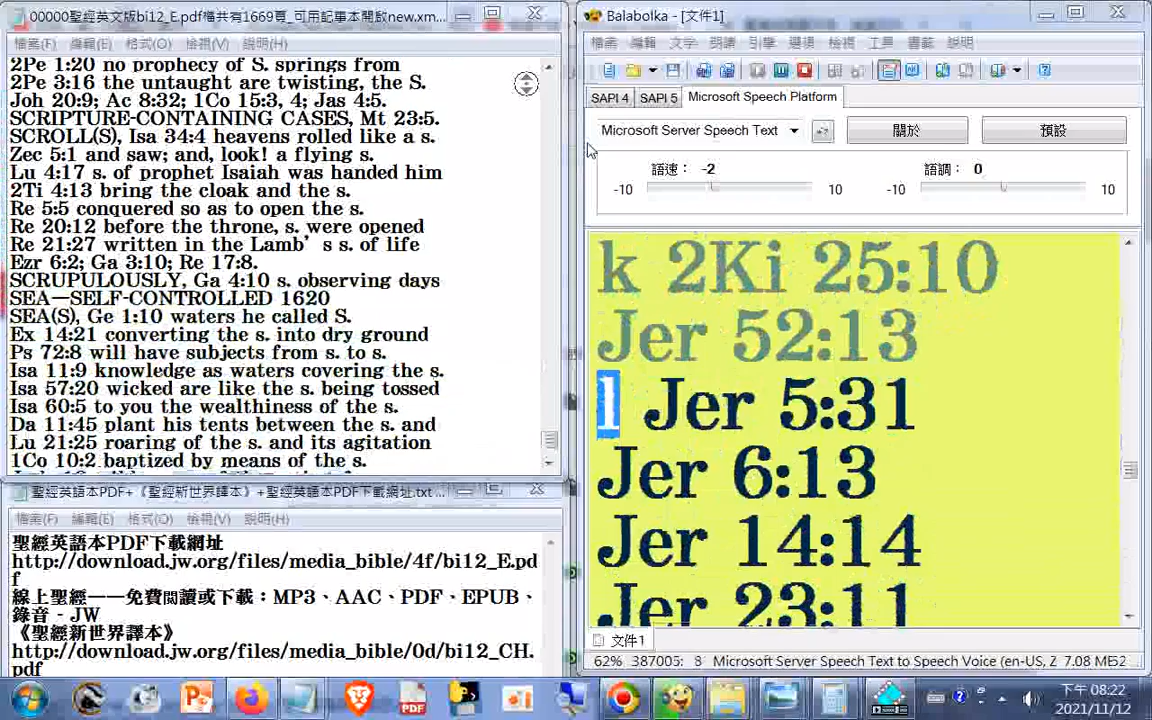 00000聖經英文版bi12_E.pdf檔共有1669頁_可用記事本開啟new.xm...
檔案(F) 編輯(E) 格式(O) 檢視(V) 說明(H)
2Pe 1:20 no prophecy of S. springs from
2Pe 3:16 the untaught are twisting, the S.
Joh 20:9; Ac 8:32; 1Co 15:3, 4; Jas 4:5.
SCRIPTURE-CONTAINING CASES, Mt 23:5.
SCROLL(S), Isa 34:4 heavens rolled like a s.
Zec 5:1 and saw; and, look! a flying s.
Lu 4:17 s. of prophet Isaiah was handed him
2Ti 4:13 bring the cloak and the s.
Re 5:5 conquered so as to open the s.
Re 20:12 before the throne, s. were opened
Re 21:27 written in the Lamb’s s. of life
Ezr 6:2; Ga 3:10; Re 17:8.
SCRUPULOUSLY, Ga 4:10 s. observing days
SEA—SELF-CONTROLLED 1620
SEA(S), Ge 1:10 waters he called S.
Ex 14:21 converting the s. into dry ground
Ps 72:8 will have subjects from s. to s.
Isa 11:9 knowledge as waters covering the s.
Isa 57:20 wicked are like the s. being tossed
Isa 60:5 to you the wealthiness of the s.
Da 11:45 plant his tents between the s. and
Lu 21:25 roaring of the s. and its agitation
1Co 10:2 baptized by means of the s.
聖經英語本PDF+《聖經新世界譯本》+聖經英語本PDF下載網址.txt ...
檔案(F) 編輯(E) 格式(O) 檢視(V) 說明(H)
聖經英語本PDF下載網址
http://download.jw.org/files/media_bible/4f/bi12_E.pd
f
線上聖經——免費閱讀或下載：MP3、AAC、PDF、EPUB、
錄音 - JW
《聖經新世界譯本》
http://download.jw.org/files/media_bible/0d/bi12_CH.
pdf
Balabolka - [文件1]
檔案 編輯 文字 朗讀 引擎 選項 檢視 工具 書籤 說明
SAPI 4 SAPI 5 Microsoft Speech Platform
Microsoft Server Speech Text 關於 預設
語速： -2 語調： 0
-10 10 -10 10
k 2Ki 25:10
Jer 52:13
l Jer 5:31
Jer 6:13
Jer 14:14
Jer 23:11
文件1
62% 387005: 8 Microsoft Server Speech Text to Speech Voice (en-US, Z 7.08 MB
PDF
下午 08:22
2021/11/12